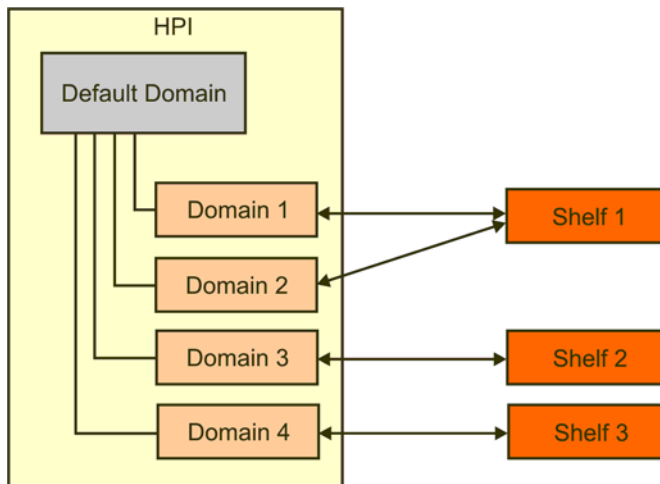 HPI
Default Domain
Domain 1
Shelf 1
Domain 2
Domain 3
Shelf 2
Domain 4
Shelf 3